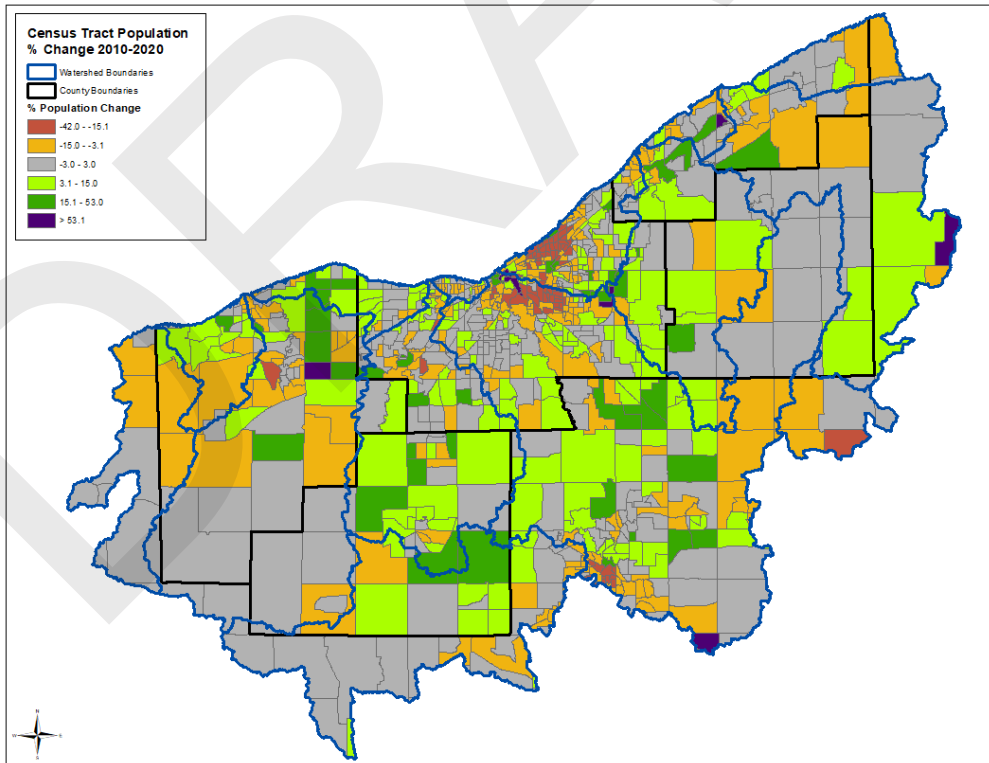 Census Tract Population
% Change 2010-2020
Watershed Boundaries
County Boundaries
% Population Change
-42.0 - -15.1
-15.0 - -3.1
-3.0 - 3.0
3.1 - 15.0
15.1 - 53.0
> 53.1
DRA
N
W E
S